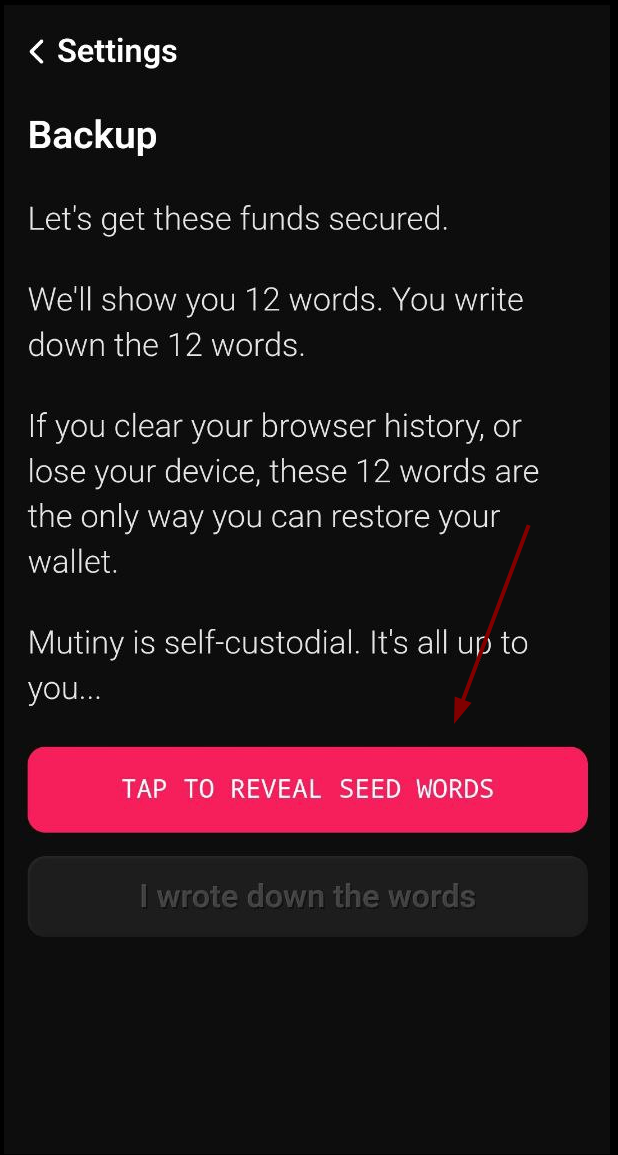 Settings
Backup
Let's get these funds secured.
We'll show you 12 words. You write
down the 12 words.
If you clear your browser history, or
lose your device, these 12 words are
the only way you can restore your
wallet.
Mutiny is self-custodial. It's all up to
you...
TAP TO REVEAL SEED WORDS
I wrote down the words